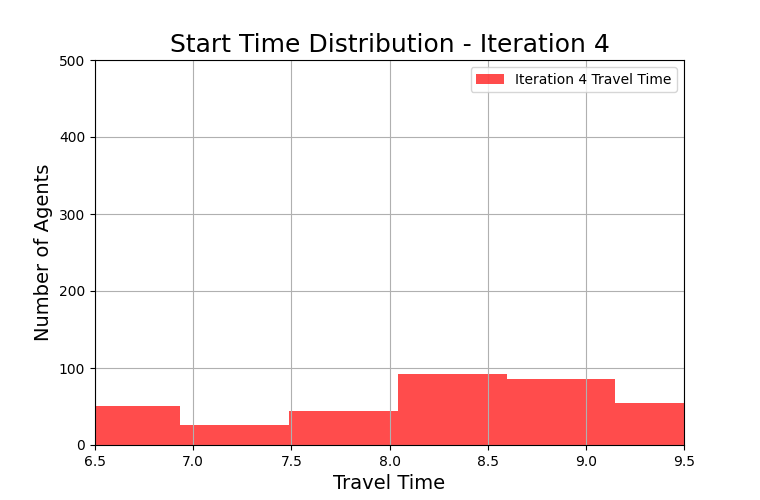 Start Time Distribution - Iteration 4
Iteration 4 Travel Time
Number of Agents
500
400
300
200
100
0
6.5 7.0 7.5 8.0 8.5 9.0 9.5
Travel Time